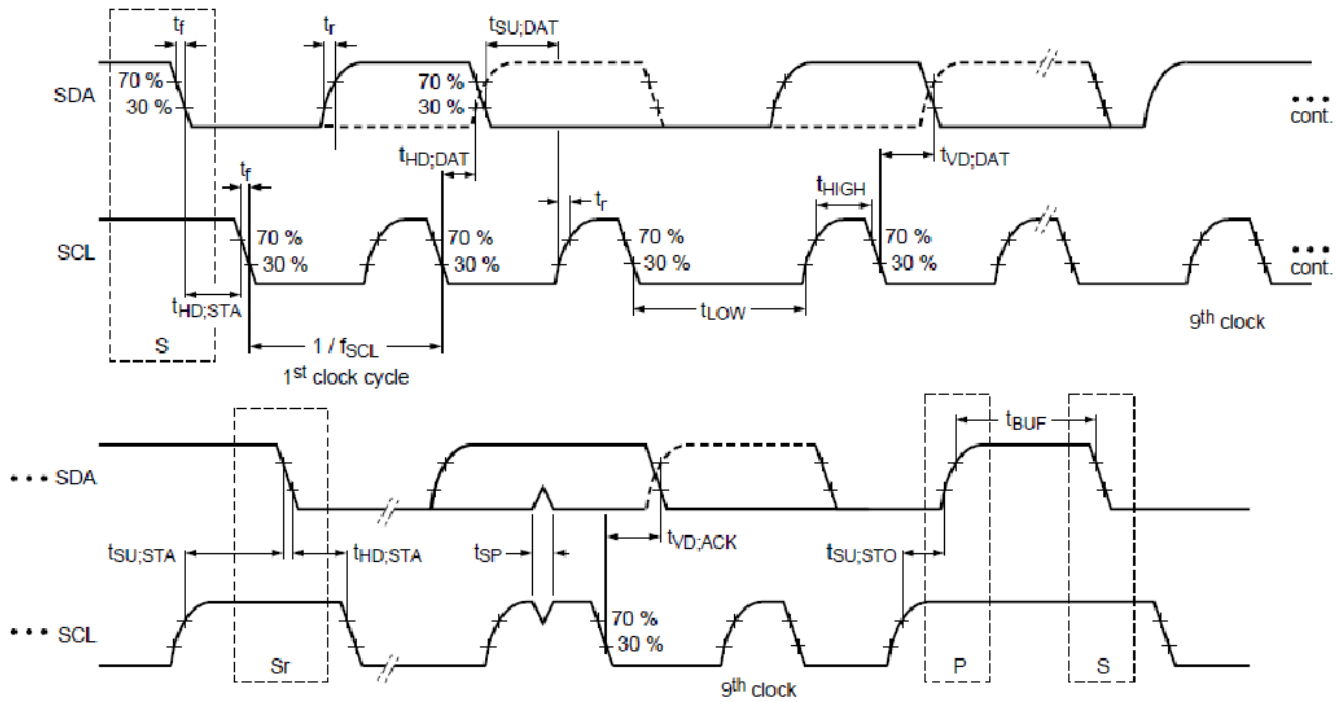 tf tr tSU;DAT
70 % 70 %
SDA
30 % 30 %
• • •
cont.
tHD;DAT tVD;DAT
tf tHIGH
tr
70 % 70 % 70 % 70 %
SCL
30 % 30 % 30 % 30 %
• • •
cont.
tHD;STA tLOW
9th clock
S 1 / fSCL
1st clock cycle
tBUF
• • • SDA
tSU;STA tHD;STA tSP tVD;ACK tSU;STO
70 %
• • • SCL
30 %
Sr P S
9th clock